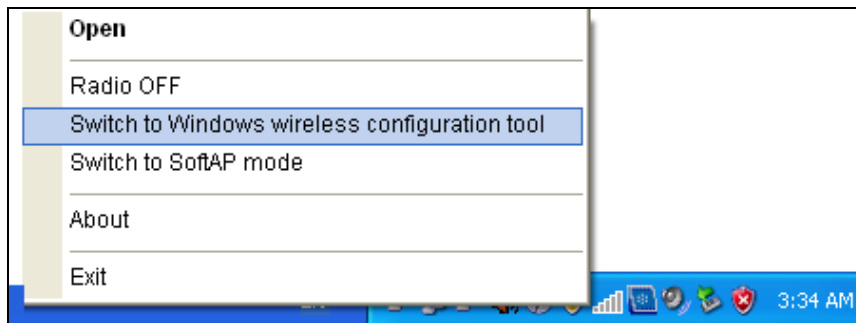 Open
Radio OFF
Switch to Windows wireless configuration tool
Switch to SoftAP mode
About
Exit
3:34 AM